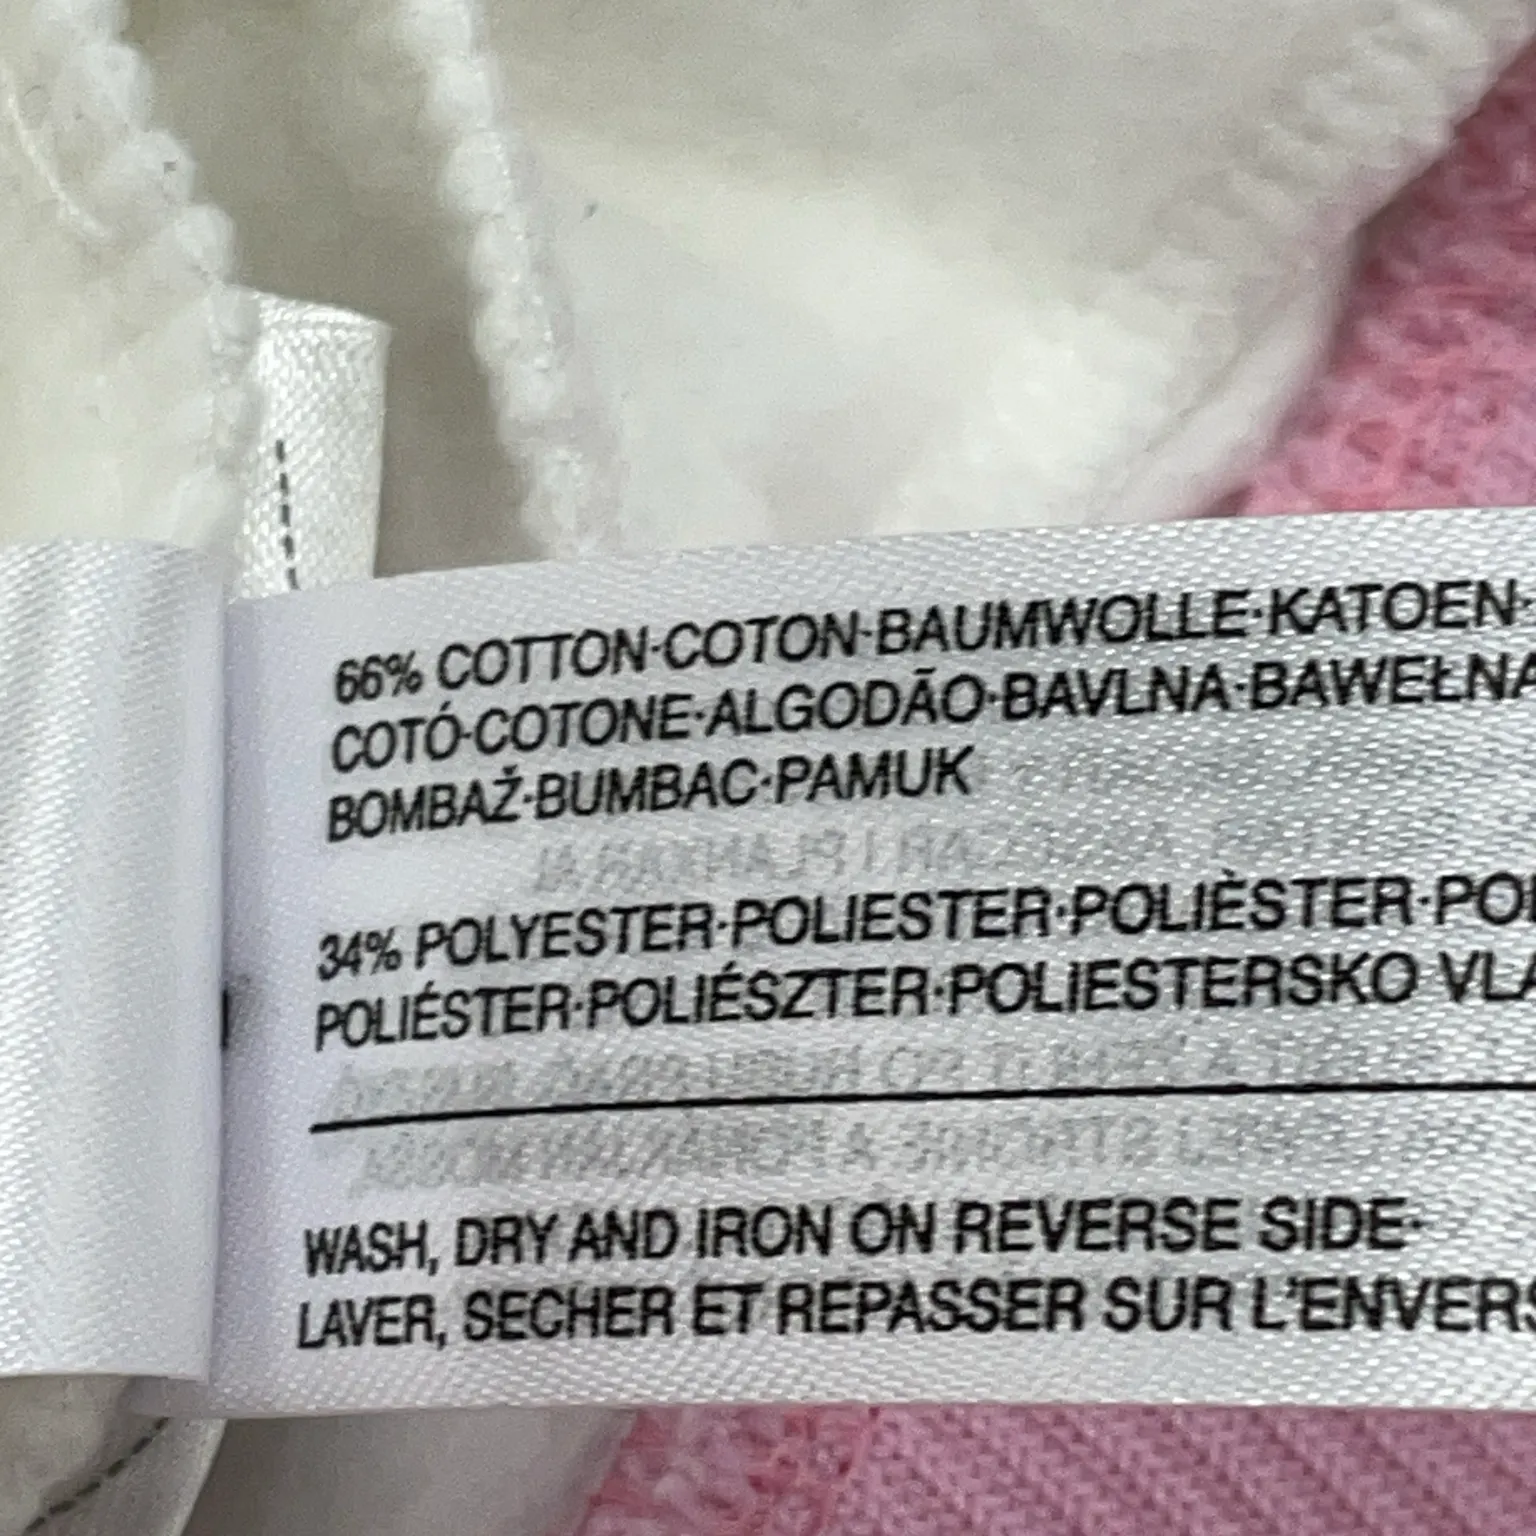 66% COTTON·COTON·BAUMWOLLE·KATOEN·
COTÓ·COTONE·ALGODÃO·BAVLNA·BAWEŁNA
BOMBAŽ·BUMBAC·PAMUK
34% POLYESTER·POLIESTER·POLIÈSTER·
POLIÉSTER·POLIÉSZTER·POLIESTERSKO
WASH, DRY AND IRON ON REVERSE SIDE·
LAVER, SECHER ET REPASSER SUR L'ENVERS